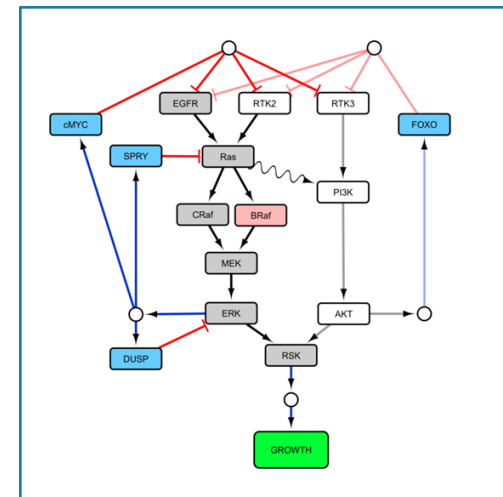 EGFR
RTK2
RTK3
cMYC
FOXO
SPRY
Ras
PI3K
CRaf
BRaf
MEK
ERK
AKT
DUSP
RSK
GROWTH